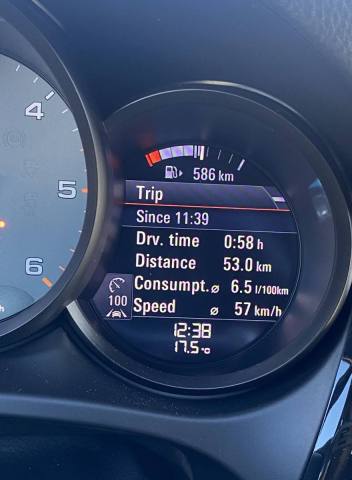 4
5
6
h
586 km
Trip
Since 11:39
Drv. time 0:58 h
Distance 53.0 km
Consumpt.ø 6.5 l/100km
100
Speed ø 57 km/h
12:38
17.5°C